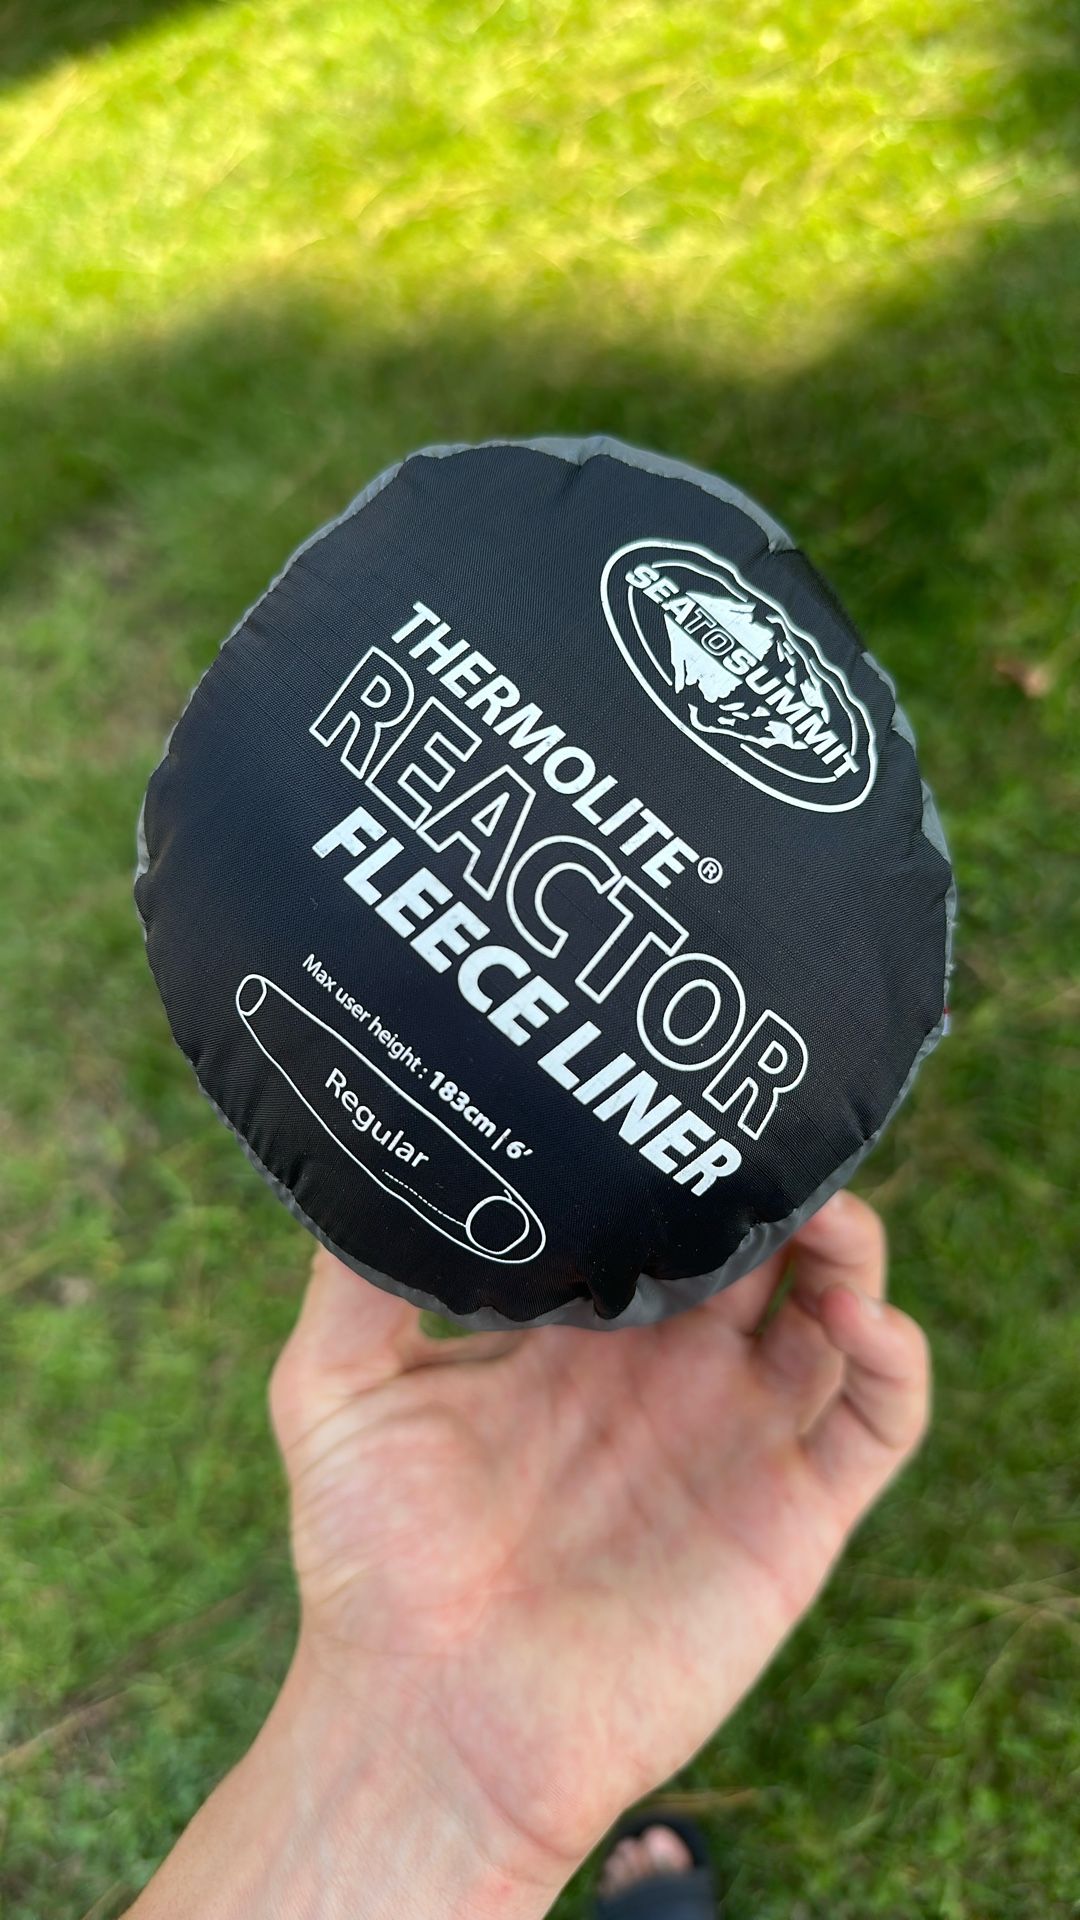 SEATOSUMMIT
THERMOLITE®
REACTOR
FLEECE LINER
Max user height : 183cm | 6'
Regular